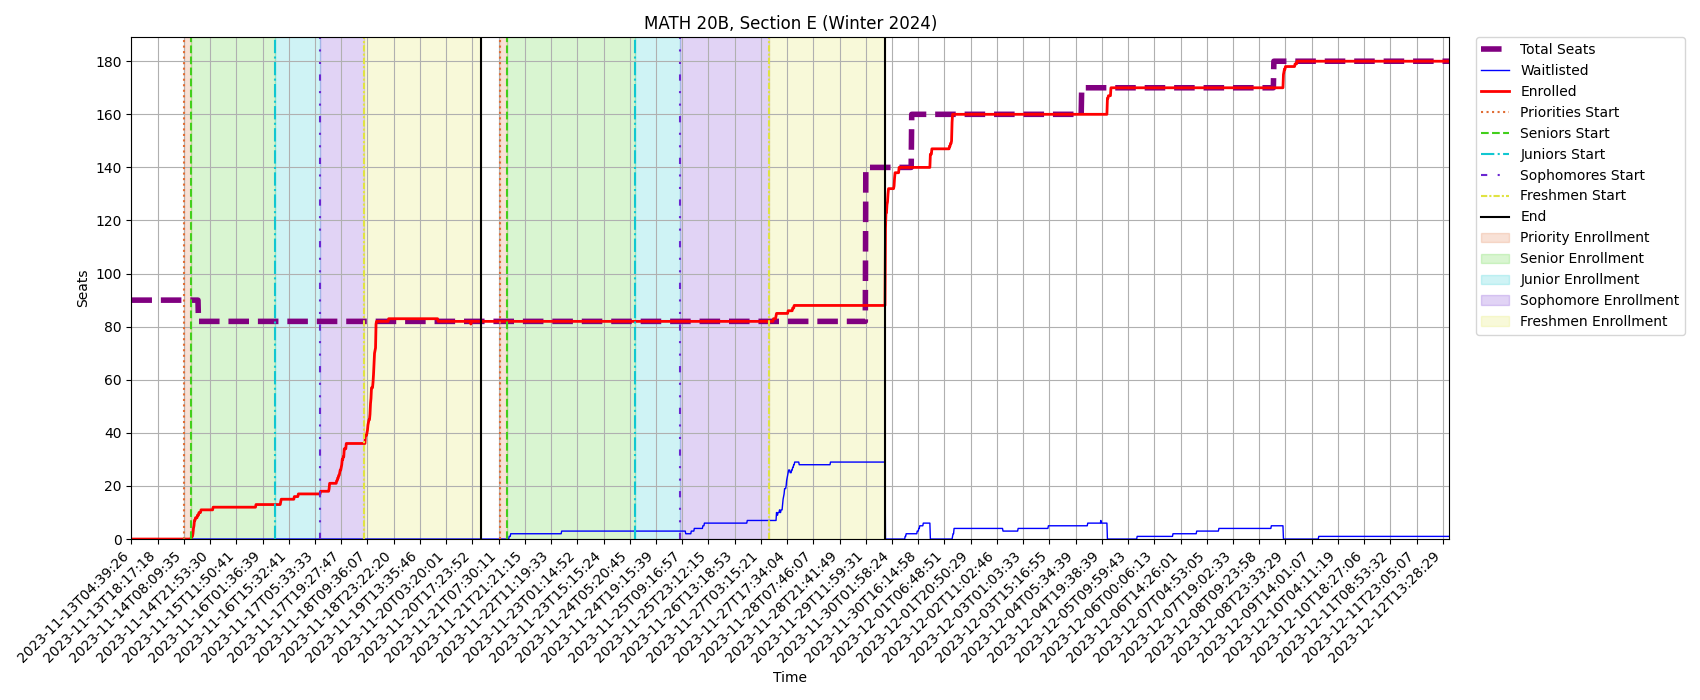 MATH 20B, Section E (Winter 2024)
Seats
180
160
140
120
100
80
60
40
20
0
2023-11-13T04:39:26
2023-11-13T18:17:18
2023-11-14T08:09:35
2023-11-14T21:53:30
2023-11-15T11:50:41
2023-11-16T01:36:39
2023-11-16T15:32:41
2023-11-17T05:33:33
2023-11-17T19:27:47
2023-11-18T09:36:07
2023-11-18T23:22:20
2023-11-19T13:35:46
2023-11-20T03:20:01
2023-11-20T17:23:52
2023-11-21T07:30:11
2023-11-21T21:21:15
2023-11-22T11:19:33
2023-11-23T01:14:52
2023-11-23T15:15:24
2023-11-24T05:20:45
2023-11-24T19:15:39
2023-11-25T09:16:57
2023-11-25T23:12:15
2023-11-26T13:18:53
2023-11-27T03:15:21
2023-11-27T17:34:04
2023-11-28T07:46:07
2023-11-28T21:41:49
2023-11-29T11:59:31
2023-11-30T01:58:24
2023-11-30T16:14:58
2023-12-01T06:48:51
2023-12-01T20:50:29
2023-12-02T11:02:46
2023-12-03T01:03:33
2023-12-03T15:16:55
2023-12-04T05:34:39
2023-12-04T19:38:39
2023-12-05T09:59:43
2023-12-06T00:06:13
2023-12-06T14:26:01
2023-12-07T04:53:05
2023-12-07T19:02:33
2023-12-08T09:23:58
2023-12-08T23:33:29
2023-12-09T14:01:07
2023-12-10T04:11:19
2023-12-10T18:27:06
2023-12-11T08:53:32
2023-12-11T23:05:07
2023-12-12T13:28:29
Time
Total Seats
Waitlisted
Enrolled
Priorities Start
Seniors Start
Juniors Start
Sophomores Start
Freshmen Start
End
Priority Enrollment
Senior Enrollment
Junior Enrollment
Sophomore Enrollment
Freshmen Enrollment